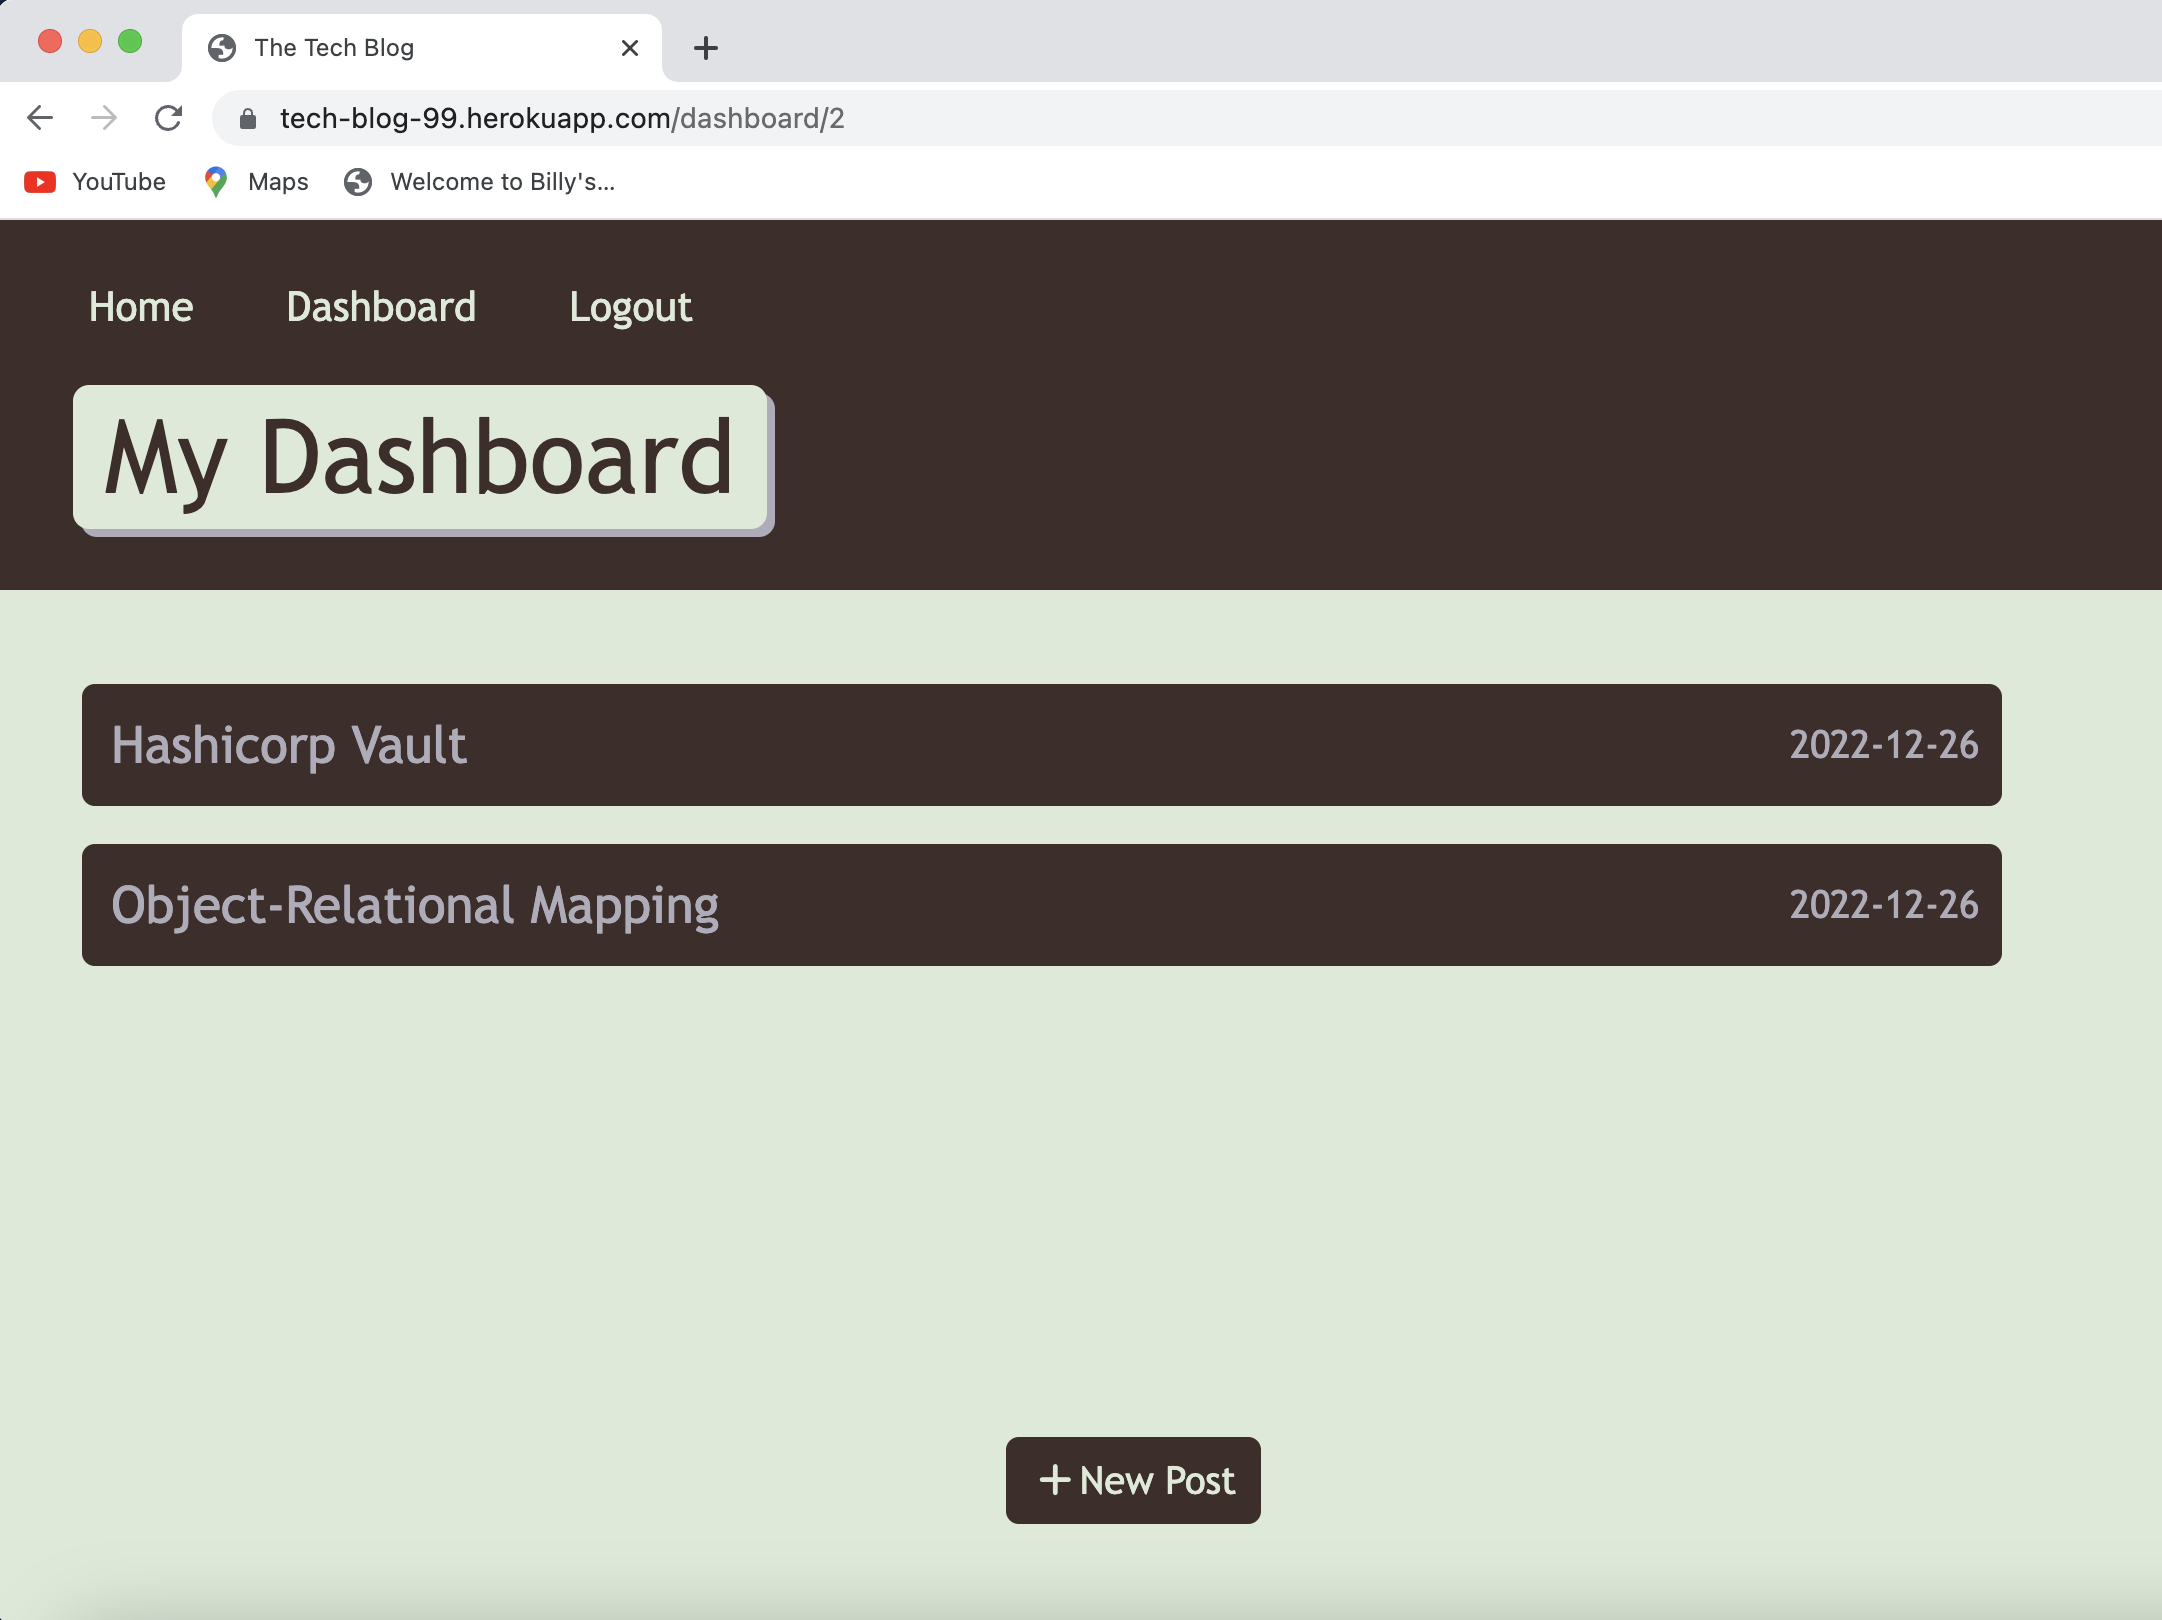 The Tech Blog
tech-blog-99.herokuapp.com/dashboard/2
YouTube Maps Welcome to Billy's...
Home Dashboard Logout
My Dashboard
Hashicorp Vault 2022-12-26
Object-Relational Mapping 2022-12-26
+ New Post